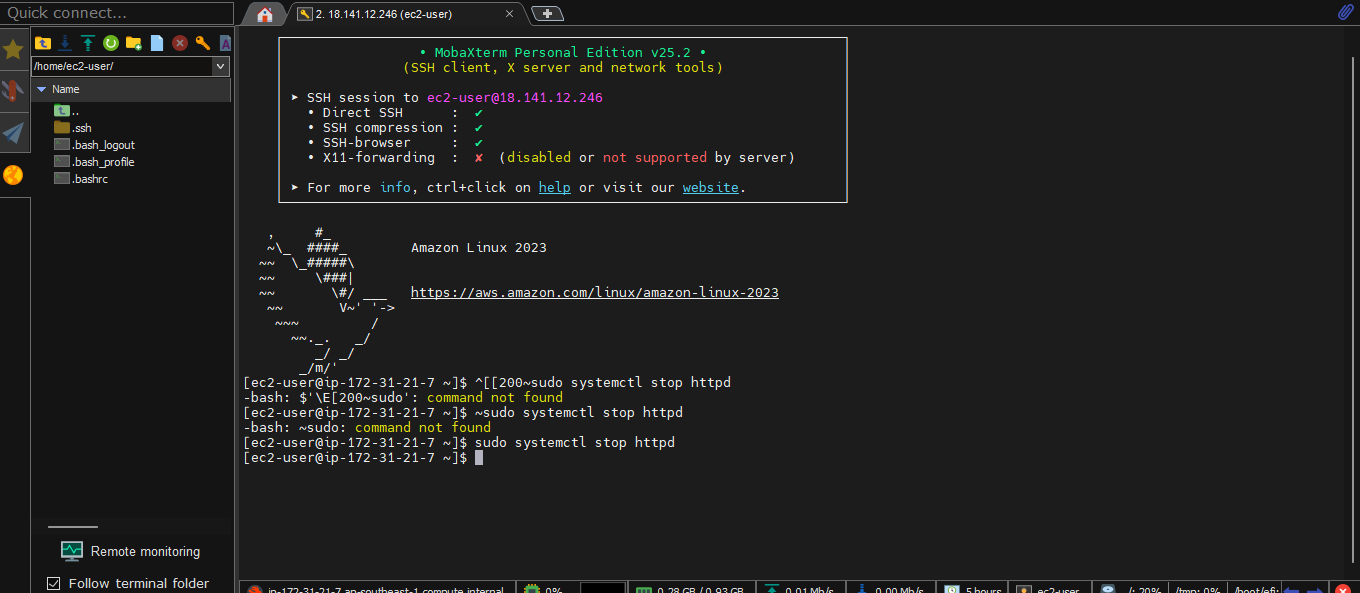 Quick connect...
2. 18.141.12.246 (ec2-user)
/home/ec2-user/
Name
..
.ssh
.bash_logout
.bash_profile
.bashrc
• MobaXterm Personal Edition v25.2 •
(SSH client, X server and network tools)
➤ SSH session to ec2-user@18.141.12.246
• Direct SSH : ✔
• SSH compression : ✔
• SSH-browser : ✔
• X11-forwarding : ✘ (disabled or not supported by server)
➤ For more info, ctrl+click on help or visit our website.
,     #_
~\_  ####_        Amazon Linux 2023
~~  \_#####\
~~     \###|
~~       \#/ ___   https://aws.amazon.com/linux/amazon-linux-2023
~~       V~' '->
~~~         /
~~._.   _/
_/ _/
_/m/'
[ec2-user@ip-172-31-21-7 ~]$ ^[[200~sudo systemctl stop httpd
-bash: $'\E[200~sudo': command not found
[ec2-user@ip-172-31-21-7 ~]$ ~sudo systemctl stop httpd
-bash: ~sudo: command not found
[ec2-user@ip-172-31-21-7 ~]$ sudo systemctl stop httpd
[ec2-user@ip-172-31-21-7 ~]$
Remote monitoring
Follow terminal folder
ip-172-31-21-7.ap-southeast-1.compute.internal 0% 0.28 GB / 0.93 GB 0.01 Mb/s 0.00 Mb/s 5 hours ec2-user /: 20% /tmp: 0% /boot/efi: